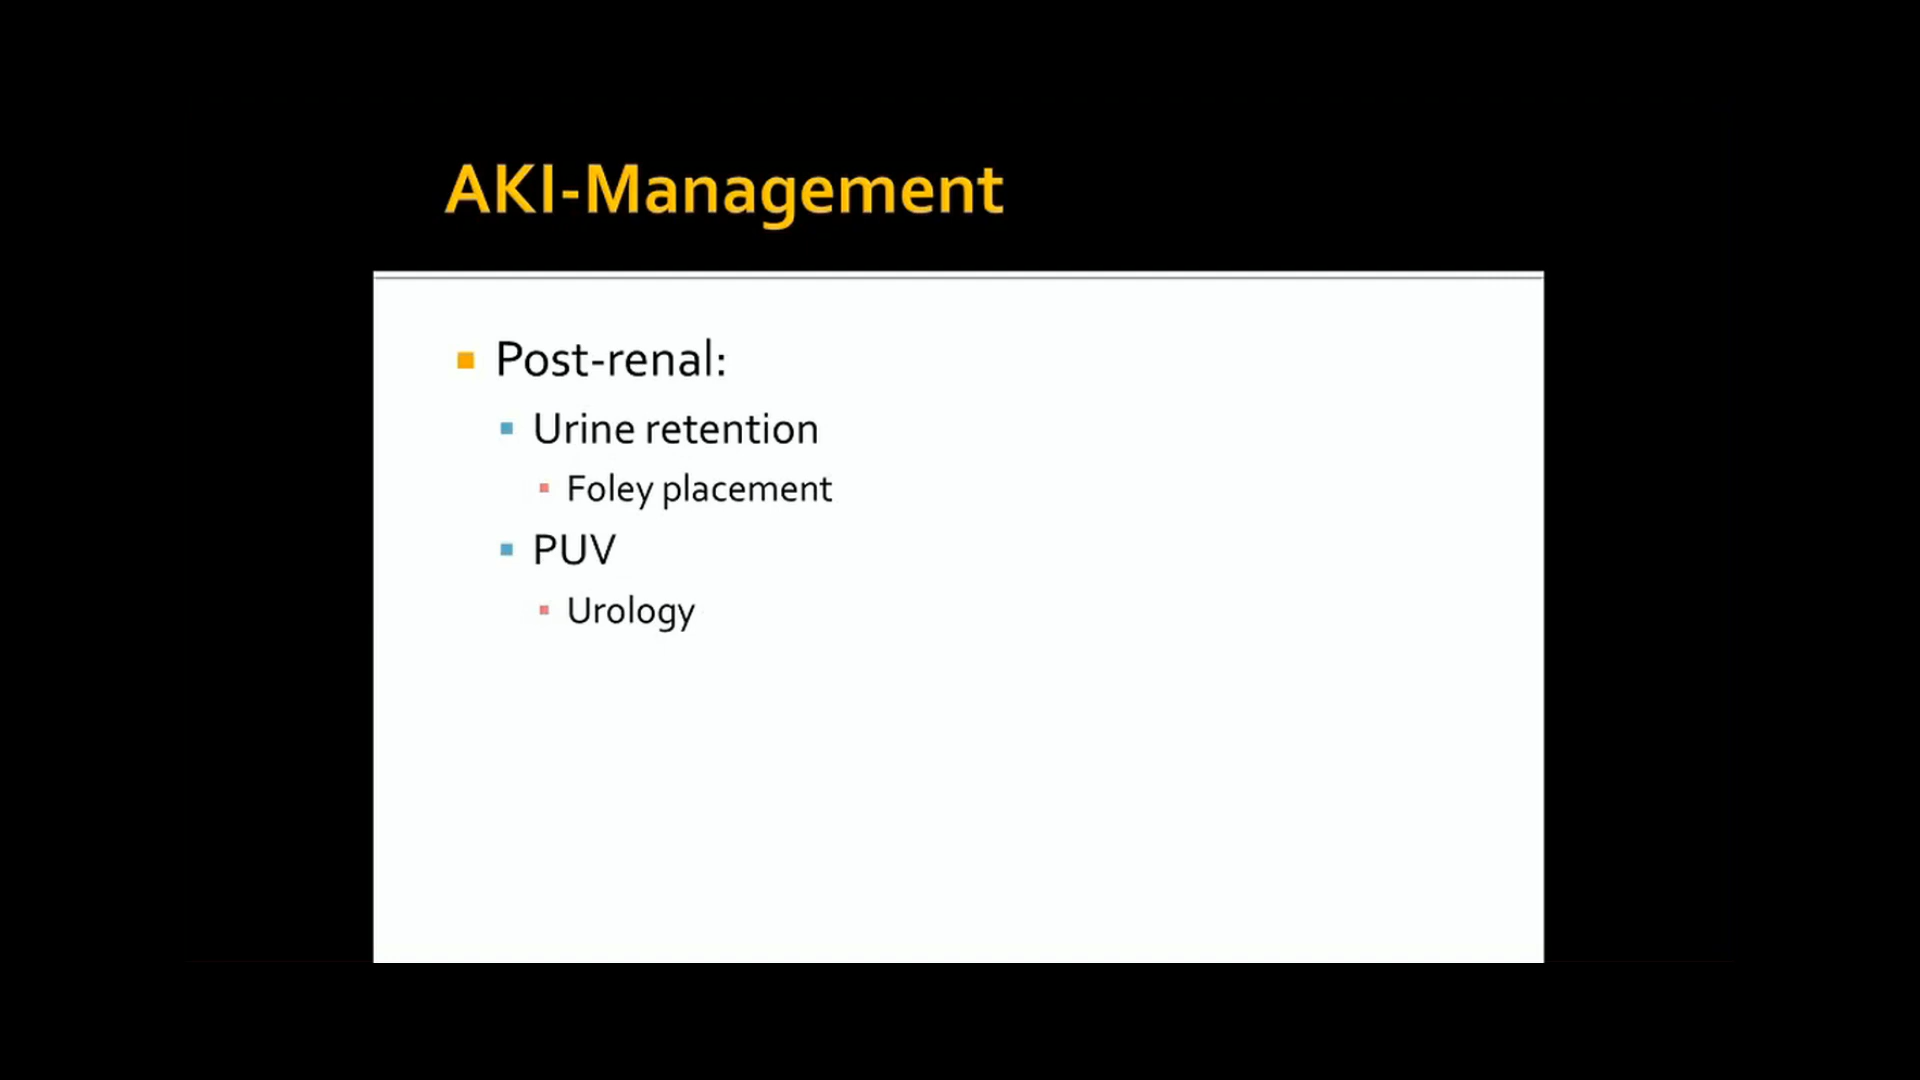 AKI-Management
Post-renal:
Urine retention
Foley placement
PUV
Urology